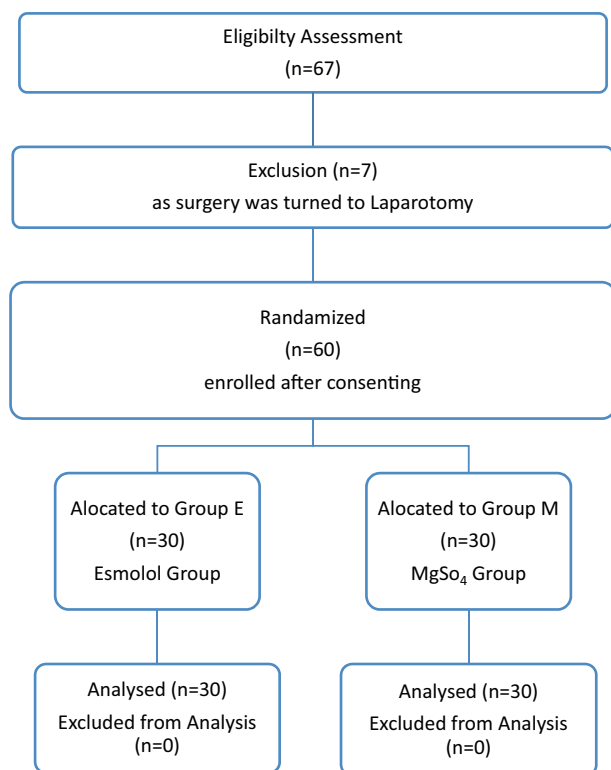 Eligibilty Assessment
(n=67)
Exclusion (n=7)
as surgery was turned to Laparotomy
Randamized
(n=60)
enrolled after consenting
Alocated to Group E
(n=30)
Esmolol Group
Alocated to Group M
(n=30)
MgSo₄ Group
Analysed (n=30)
Excluded from Analysis
(n=0)
Analysed (n=30)
Excluded from Analysis
(n=0)